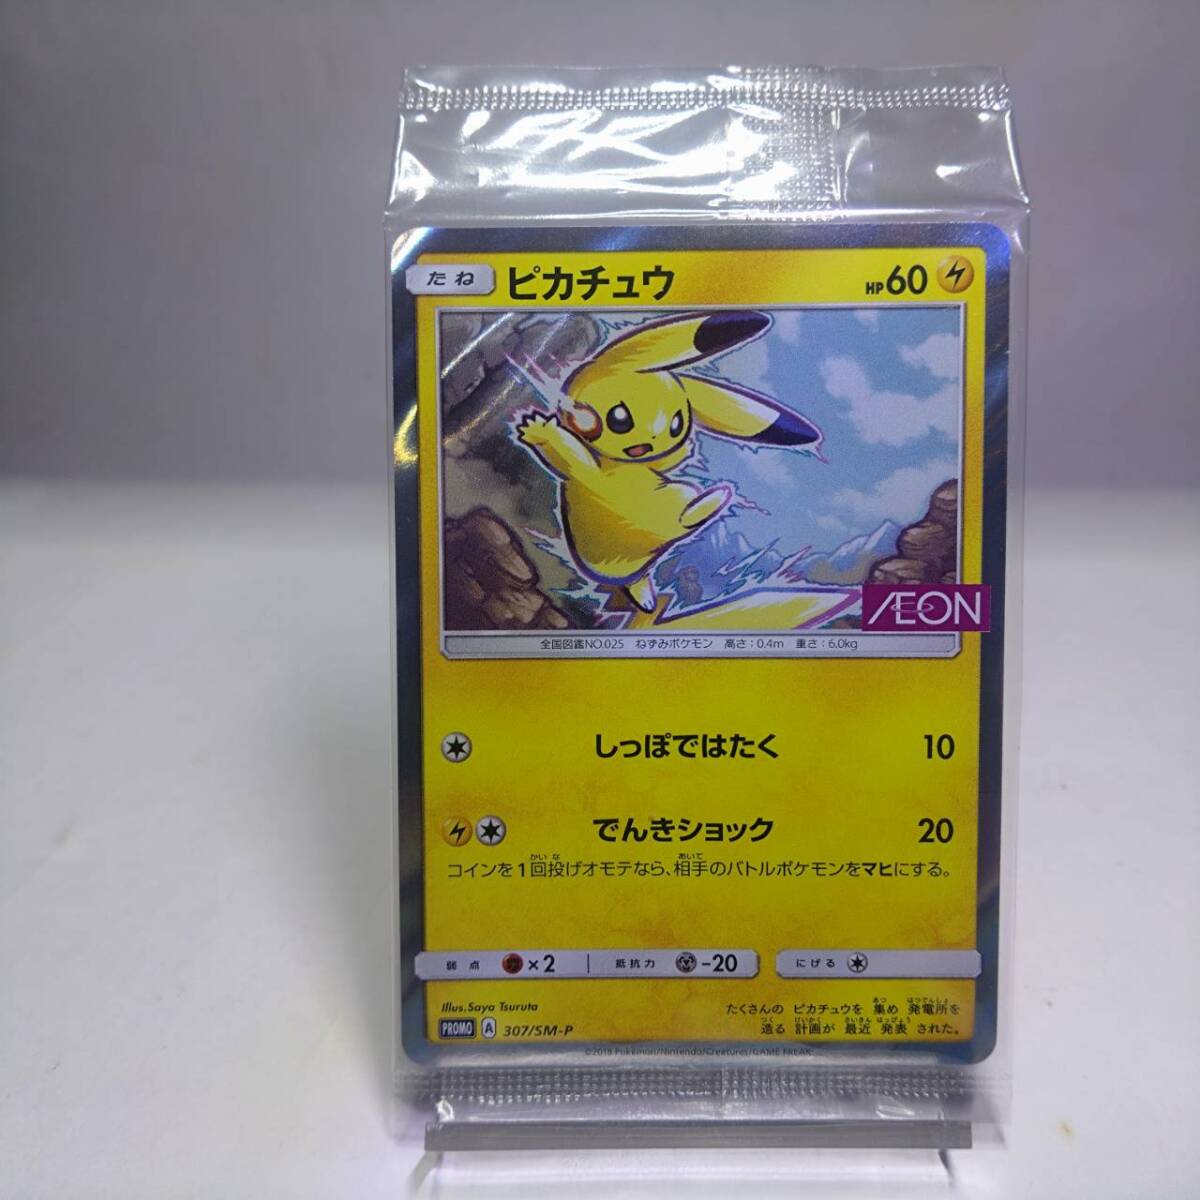 たね ピカチュウ HP60
ÆON
全国図鑑NO.025 ねずみポケモン 高さ:0.4m 重さ:6.0kg
しっぽではたく 10
でんきショック 20
コインを1回投げオモテなら、相手のバトルポケモンをマヒにする。
弱点 ×2 抵抗力 -20 にげる
Illus.Saya Tsuruta
たくさんの ピカチュウを 集め 発電所を
造る 計画が 最近 発表 された。
PROMO A 307/SM-P
©2018 Pokémon/Nintendo/Creatures/GAME FREAK.